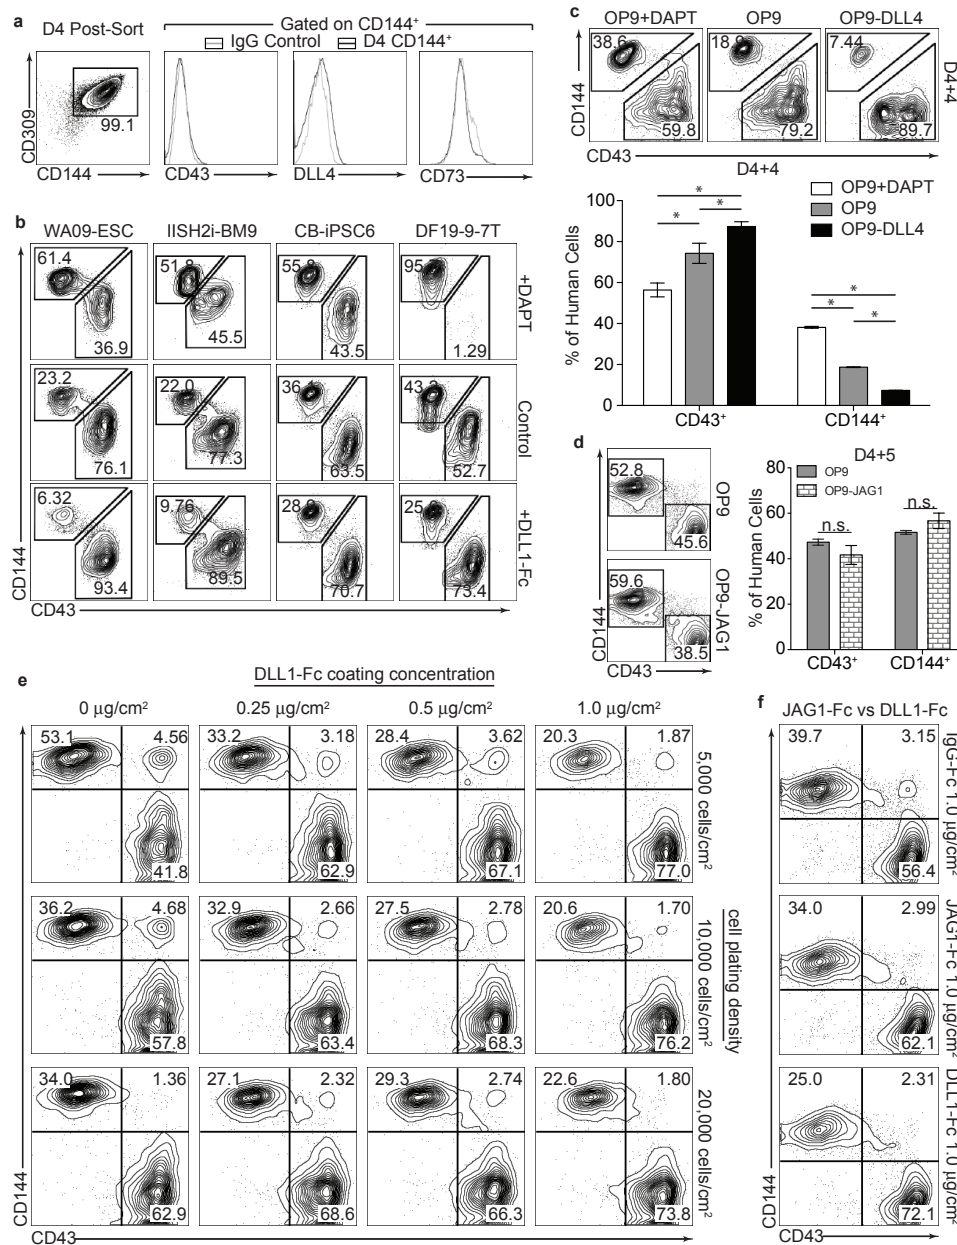 a
D4 Post-Sort
Gated on CD144⁺
IgG Control
D4 CD144⁺
CD309
99.1
CD144
CD43
DLL4
CD73
b
WA09-ESC
IISH2i-BM9
CB-iPSC6
DF19-9-7T
61.4
36.9
51.8
45.5
55.8
43.5
95
1.29
+DAPT
23.2
76.1
22.0
77.3
36.4
63.5
43.3
52.7
Control
6.32
93.4
9.76
89.5
28
70.7
25
73.4
+DLL1-Fc
CD144
CD43
c
OP9+DAPT
OP9
OP9-DLL4
38.6
59.8
18.9
79.2
7.44
89.7
D4+4
CD144
CD43
D4+4
OP9+DAPT
OP9
OP9-DLL4
% of Human Cells
100
80
60
40
20
0
*
*
*
*
*
*
CD43⁺
CD144⁺
d
52.8
45.6
OP9
59.6
38.5
OP9-JAG1
CD144
CD43
D4+5
OP9
OP9-JAG1
% of Human Cells
80
60
40
20
0
n.s.
n.s.
CD43⁺
CD144⁺
e
DLL1-Fc coating concentration
0 µg/cm²
0.25 µg/cm²
0.5 µg/cm²
1.0 µg/cm²
53.1
4.56
41.8
33.2
3.18
62.9
28.4
3.62
67.1
20.3
1.87
77.0
5,000 cells/cm²
36.2
4.68
57.8
32.9
2.66
63.4
27.5
2.78
68.3
20.6
1.70
76.2
10,000 cells/cm²
34.0
1.36
62.9
27.1
2.32
68.6
29.3
2.74
66.3
22.6
1.80
73.8
20,000 cells/cm²
cell plating density
CD144
CD43
f
JAG1-Fc vs DLL1-Fc
39.7
3.15
56.4
IgG-Fc 1.0 µg/cm²
34.0
2.99
62.1
JAG1-Fc 1.0 µg/cm²
25.0
2.31
72.1
DLL1-Fc 1.0 µg/cm²
CD144
CD43